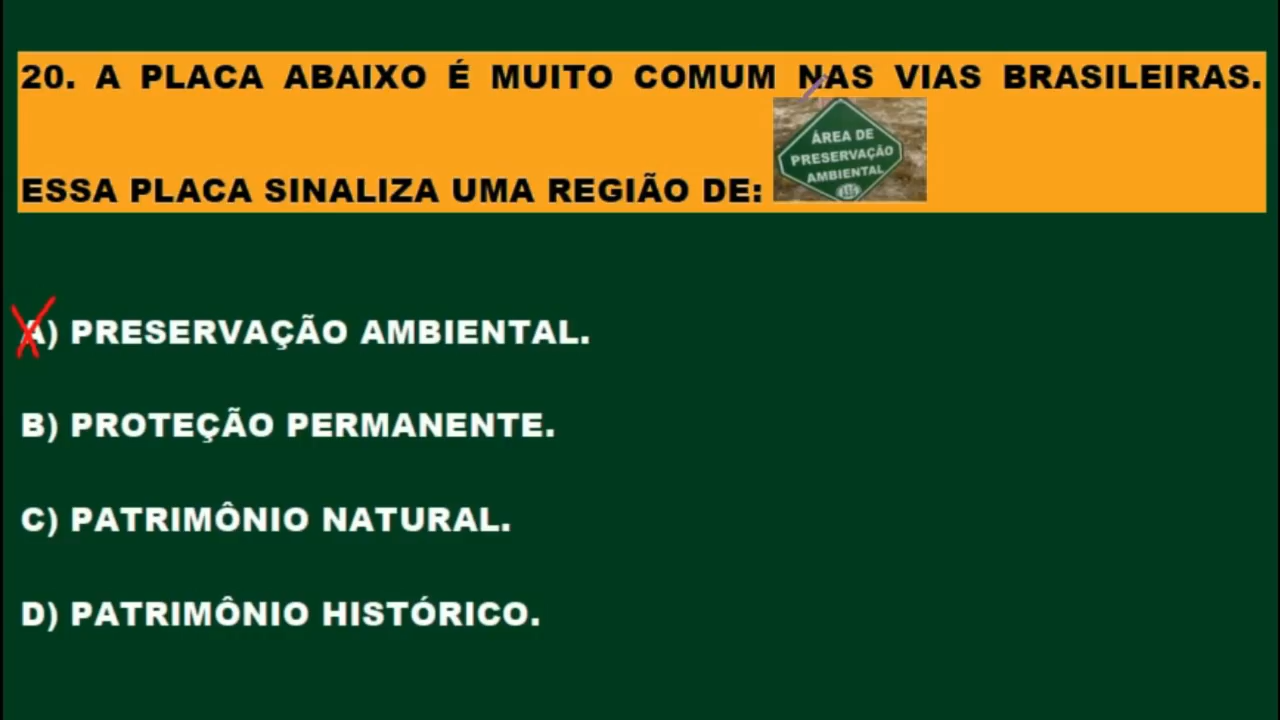 20. A PLACA ABAIXO É MUITO COMUM NAS VIAS BRASILEIRAS.
ÁREA DE
PRESERVAÇÃO
AMBIENTAL
ESSA PLACA SINALIZA UMA REGIÃO DE:
A) PRESERVAÇÃO AMBIENTAL.
B) PROTEÇÃO PERMANENTE.
C) PATRIMÔNIO NATURAL.
D) PATRIMÔNIO HISTÓRICO.